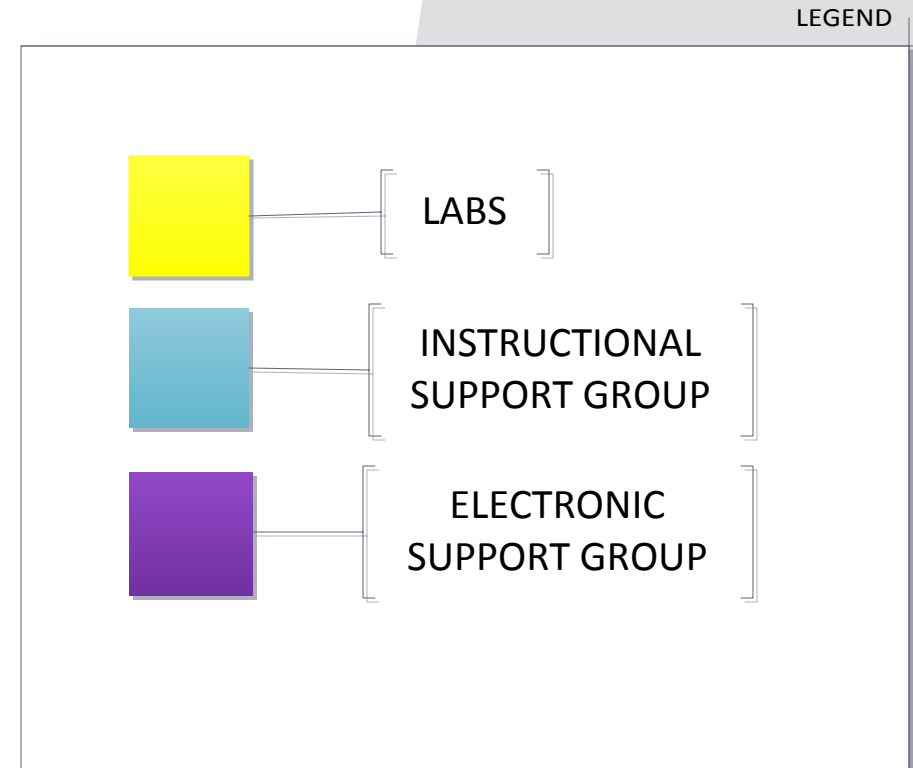 LEGEND
LABS
INSTRUCTIONAL
SUPPORT GROUP
ELECTRONIC
SUPPORT GROUP